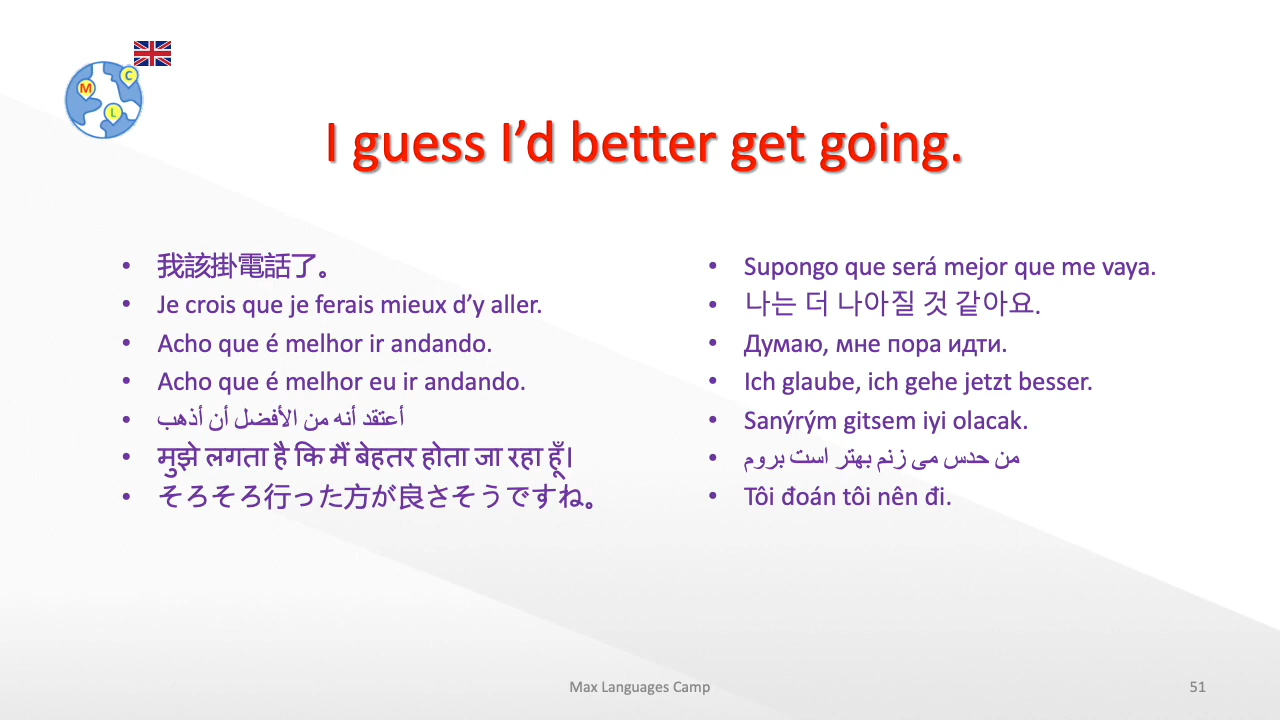 M
C
L
I guess I’d better get going.
• 我該掛電話了。
• Je crois que je ferais mieux d’y aller.
• Acho que é melhor ir andando.
• Acho que é melhor eu ir andando.
• أعتقد أنه من الأفضل أن أذهب
• मुझे लगता है कि मैं बेहतर होता जा रहा हूँ।
• そろそろ行った方が良さそうですね。
• Supongo que será mejor que me vaya.
• 나는 더 나아질 것 같아요.
• Думаю, мне пора идти.
• Ich glaube, ich gehe jetzt besser.
• Sanýrým gitsem iyi olacak.
• من حدس می زنم بهتر است بروم
• Tôi đoán tôi nên đi.
Max Languages Camp
51